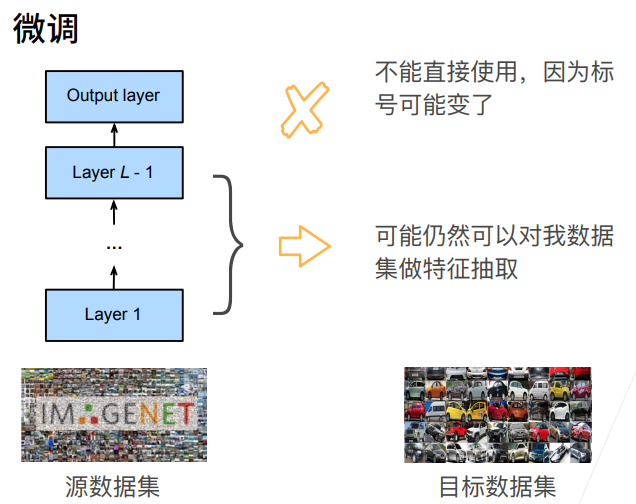 微调
Output layer
Layer L - 1
...
Layer 1
不能直接使用，因为标
号可能变了
可能仍然可以对我数据
集做特征抽取
IMAGENET
源数据集
目标数据集